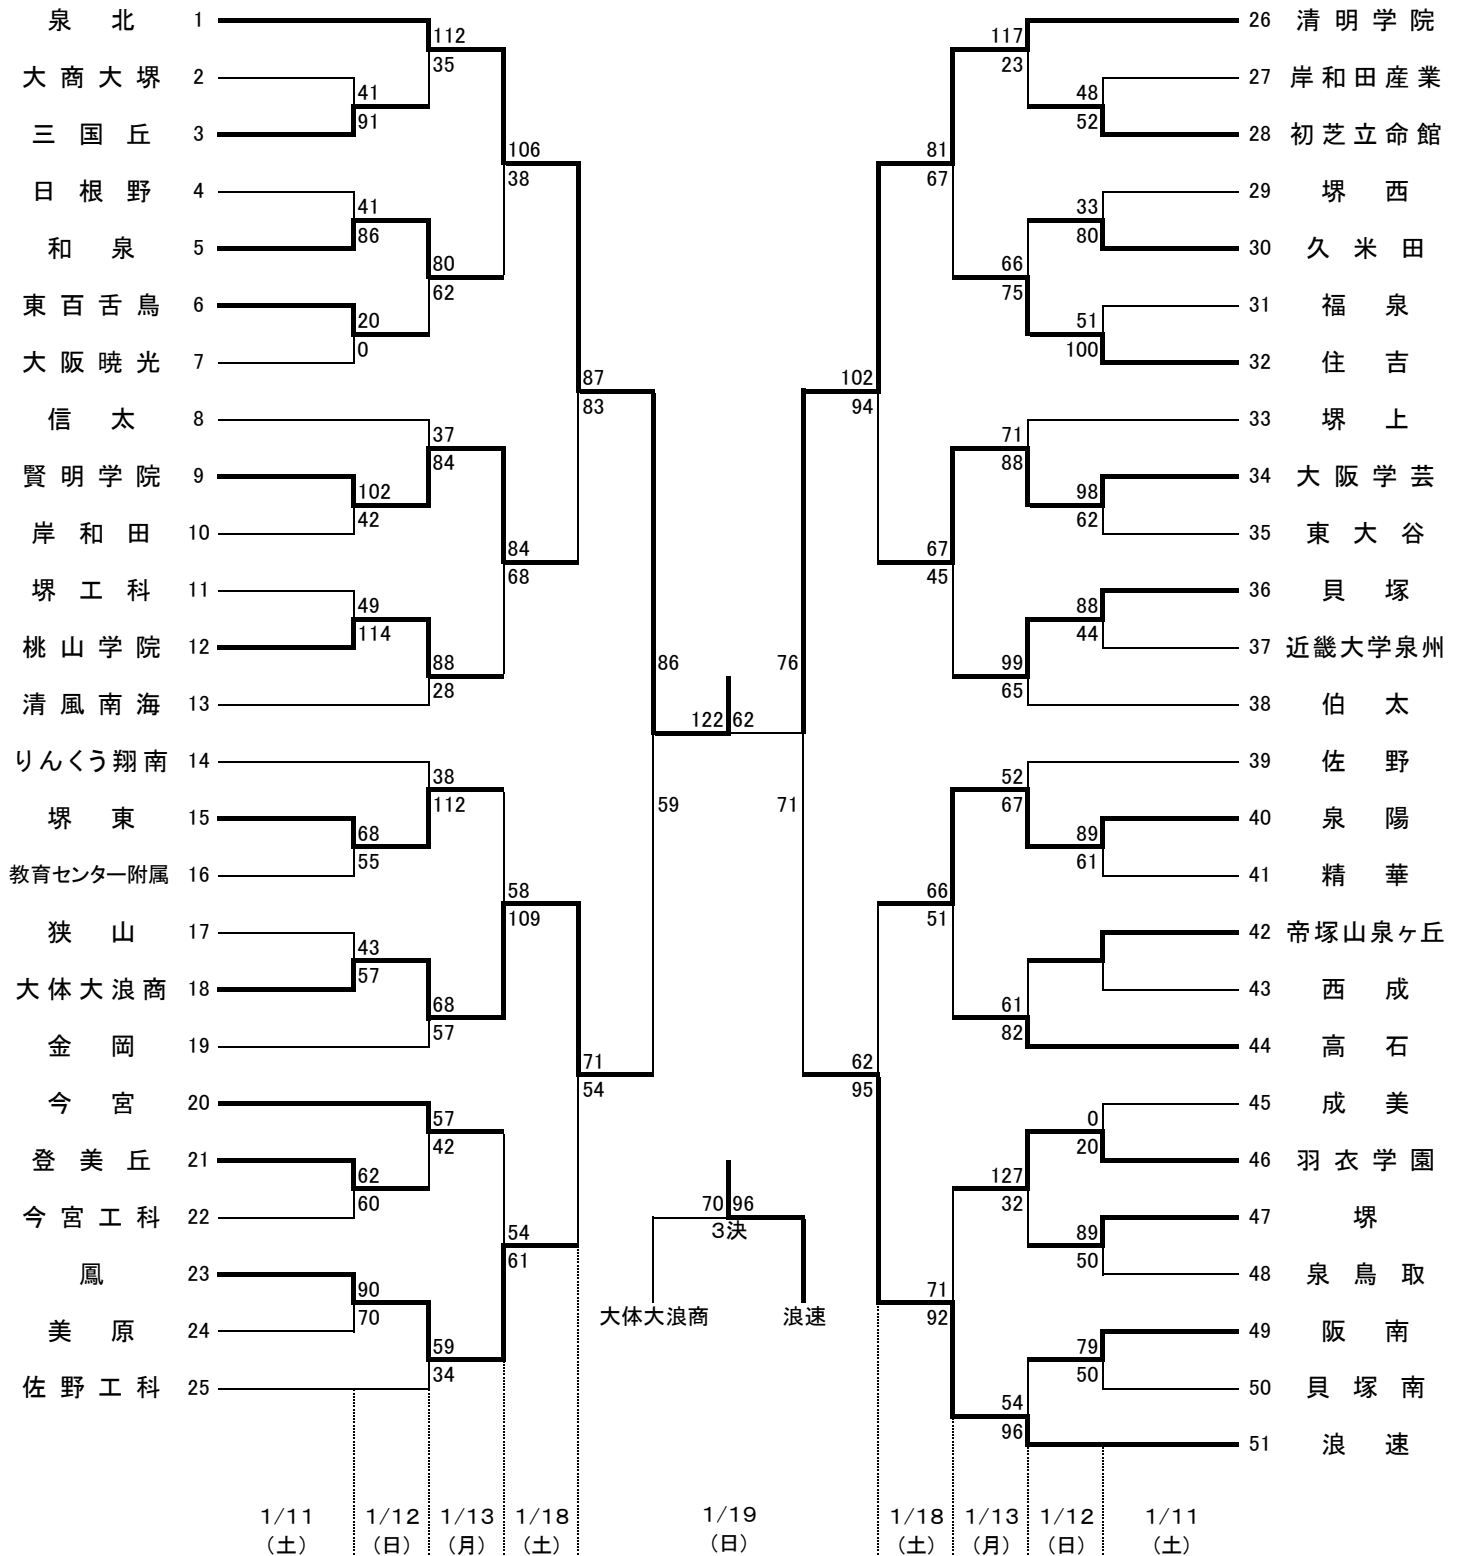 泉北 1
大商大堺 2
三国丘 3
日根野 4
和泉 5
東百舌鳥 6
大阪暁光 7
信太 8
賢明学院 9
岸和田 10
堺工科 11
桃山学院 12
清風南海 13
りんくう翔南 14
堺東 15
教育センター附属 16
狭山 17
大体大浪商 18
金岡 19
今宮 20
登美丘 21
今宮工科 22
鳳 23
美原 24
佐野工科 25
41
91
41
86
20
0
102
42
49
114
68
55
43
57
62
60
90
70
112
35
80
62
37
84
88
28
38
112
68
57
57
42
59
34
106
38
84
68
58
109
54
61
87
83
71
54
86
59
122 62
76
71
70 96
3決
大体大浪商 浪速
102
94
62
95
81
67
67
45
66
51
71
92
117
23
66
75
71
88
99
65
52
67
61
82
127
32
54
96
48
52
33
80
51
100
98
62
88
44
89
61
0
20
89
50
79
50
26 清明学院
27 岸和田産業
28 初芝立命館
29 堺西
30 久米田
31 福泉
32 住吉
33 堺上
34 大阪学芸
35 東大谷
36 貝塚
37 近畿大学泉州
38 伯太
39 佐野
40 泉陽
41 精華
42 帝塚山泉ヶ丘
43 西成
44 高石
45 成美
46 羽衣学園
47 堺
48 泉鳥取
49 阪南
50 貝塚南
51 浪速
1/11 1/12 1/13 1/18 1/19 1/18 1/13 1/12 1/11
(土) (日) (月) (土) (日) (土) (月) (日) (土)